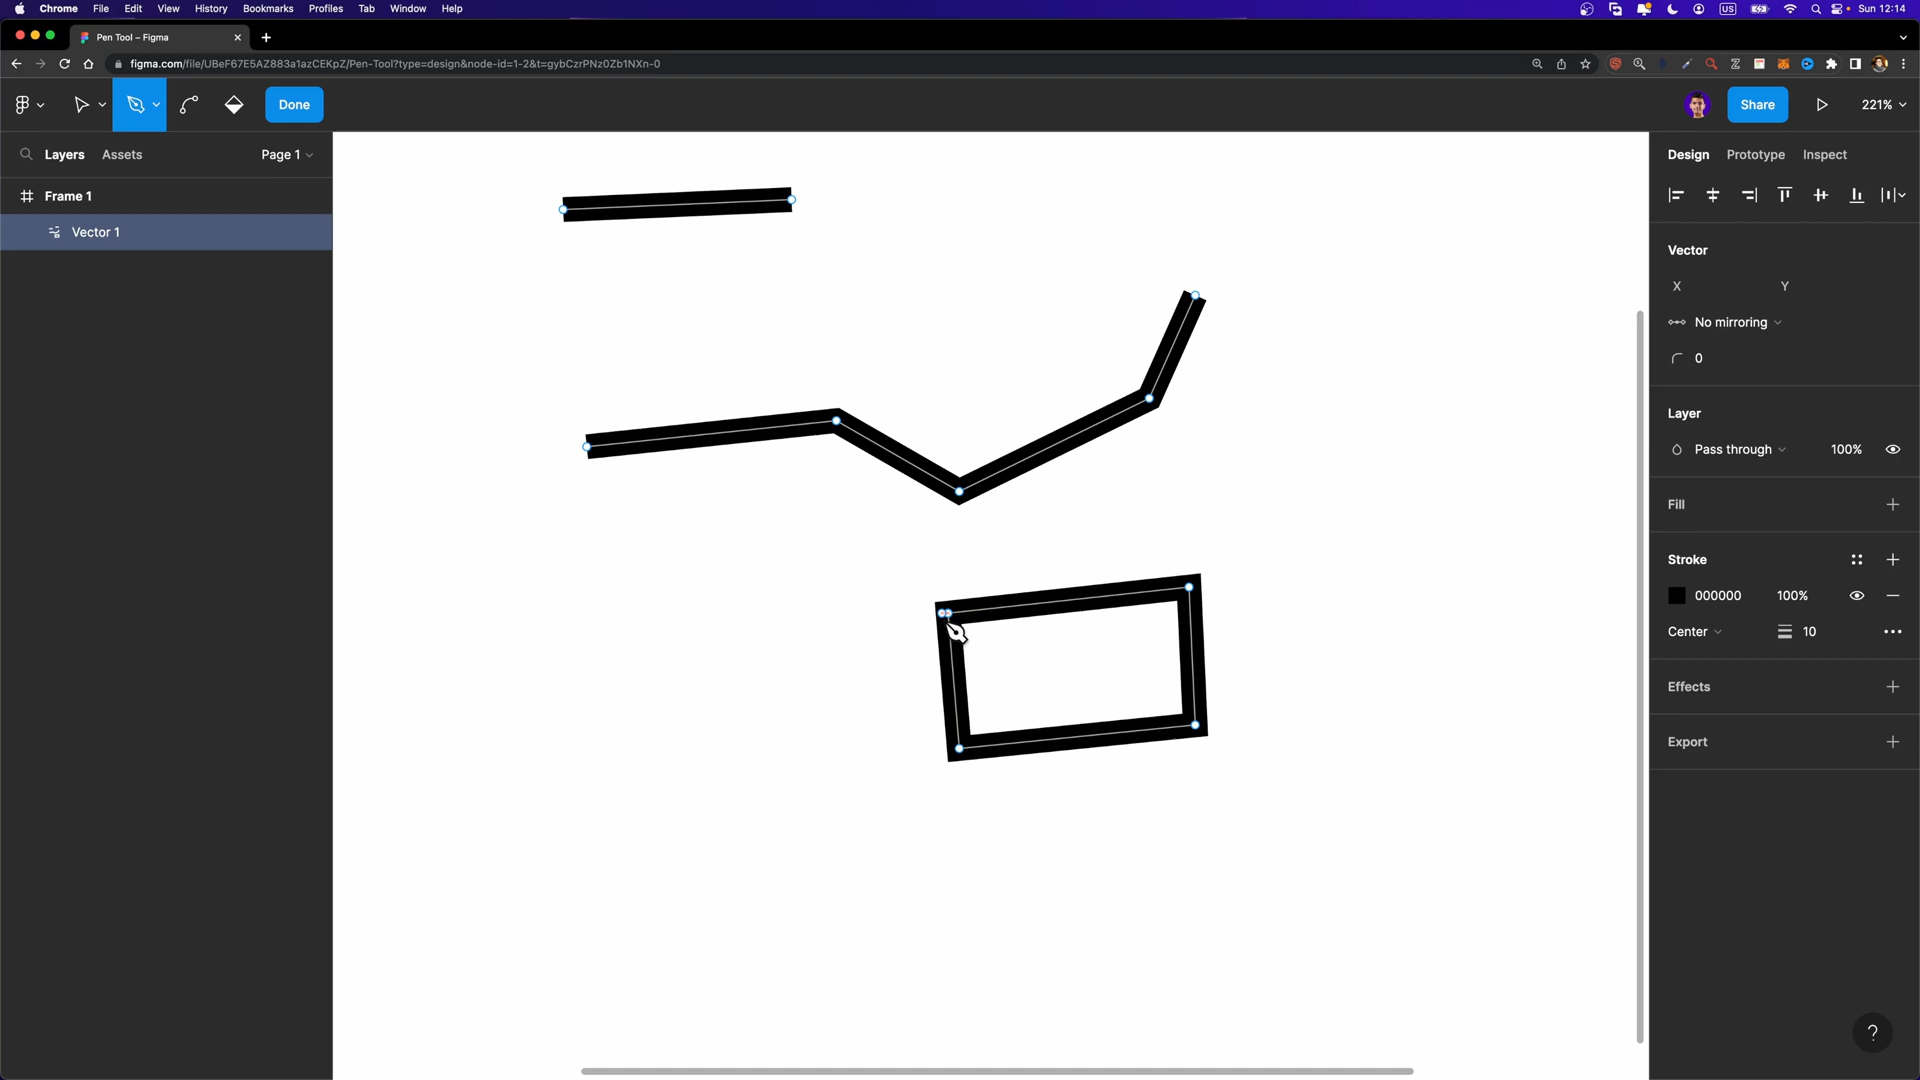 Chrome File Edit View History Bookmarks Profiles Tab Window Help US Sun 12:14
Pen Tool – Figma
figma.com/file/UBeF67E5AZ883a1azCEKpZ/Pen-Tool?type=design&node-id=1-2&t=gybCzrPNz0Zb1NXn-0
Done Share 221%
Layers Assets Page 1 Design Prototype Inspect
Frame 1
Vector 1
Vector
X Y
No mirroring
0
Layer
Pass through 100%
Fill
Stroke
000000 100%
Center 10
Effects
Export
?